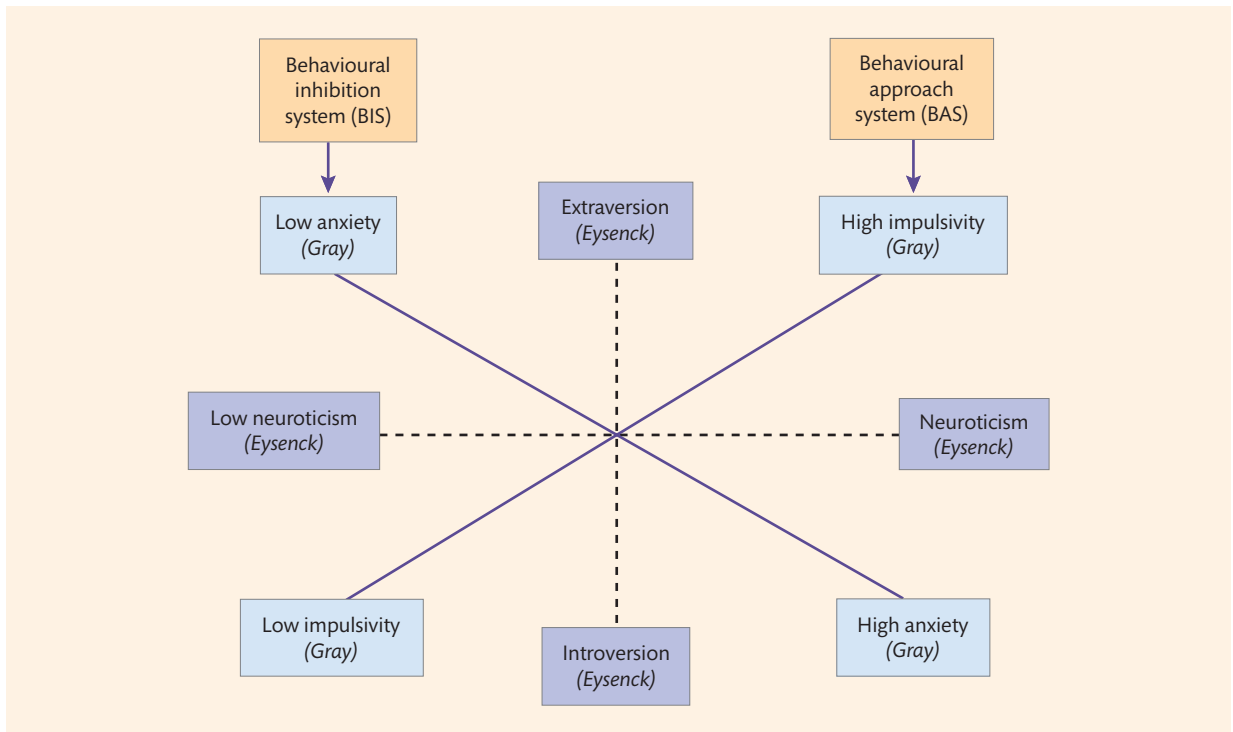 Behavioural
inhibition
system (BIS)
Behavioural
approach
system (BAS)
Low anxiety
(Gray)
Extraversion
(Eysenck)
High impulsivity
(Gray)
Low neuroticism
(Eysenck)
Neuroticism
(Eysenck)
Low impulsivity
(Gray)
Introversion
(Eysenck)
High anxiety
(Gray)